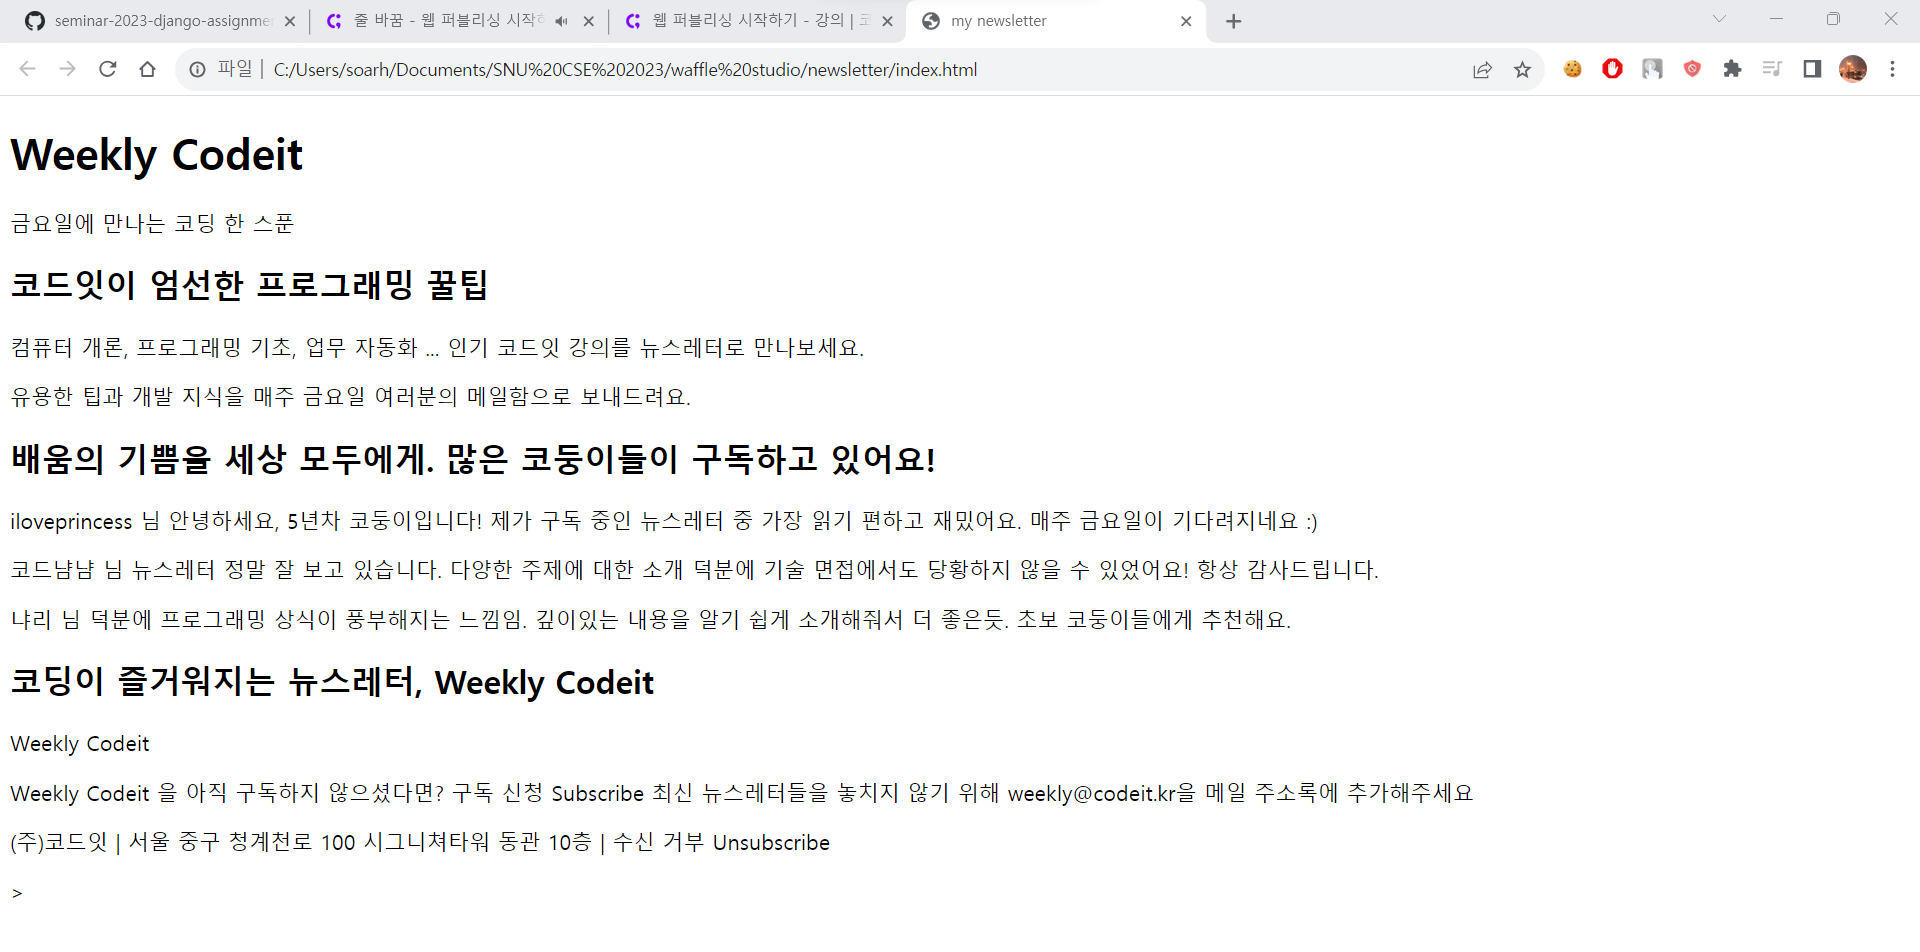 seminar-2023-django-assignme
줄 바꿈 - 웹 퍼블리싱 시작하
웹 퍼블리싱 시작하기 - 강의 | 코
my newsletter
파일 | C:/Users/soarh/Documents/SNU%20CSE%202023/waffle%20studio/newsletter/index.html
Weekly Codeit
금요일에 만나는 코딩 한 스푼
코드잇이 엄선한 프로그래밍 꿀팁
컴퓨터 개론, 프로그래밍 기초, 업무 자동화 ... 인기 코드잇 강의를 뉴스레터로 만나보세요.
유용한 팁과 개발 지식을 매주 금요일 여러분의 메일함으로 보내드려요.
배움의 기쁨을 세상 모두에게. 많은 코둥이들이 구독하고 있어요!
iloveprincess 님 안녕하세요, 5년차 코둥이입니다! 제가 구독 중인 뉴스레터 중 가장 읽기 편하고 재밌어요. 매주 금요일이 기다려지네요 :)
코드냠냠 님 뉴스레터 정말 잘 보고 있습니다. 다양한 주제에 대한 소개 덕분에 기술 면접에서도 당황하지 않을 수 있었어요! 항상 감사드립니다.
냐리 님 덕분에 프로그래밍 상식이 풍부해지는 느낌임. 깊이있는 내용을 알기 쉽게 소개해줘서 더 좋은듯. 초보 코둥이들에게 추천해요.
코딩이 즐거워지는 뉴스레터, Weekly Codeit
Weekly Codeit
Weekly Codeit 을 아직 구독하지 않으셨다면? 구독 신청 Subscribe 최신 뉴스레터들을 놓치지 않기 위해 weekly@codeit.kr을 메일 주소록에 추가해주세요
(주)코드잇 | 서울 중구 청계천로 100 시그니쳐타워 동관 10층 | 수신 거부 Unsubscribe
>